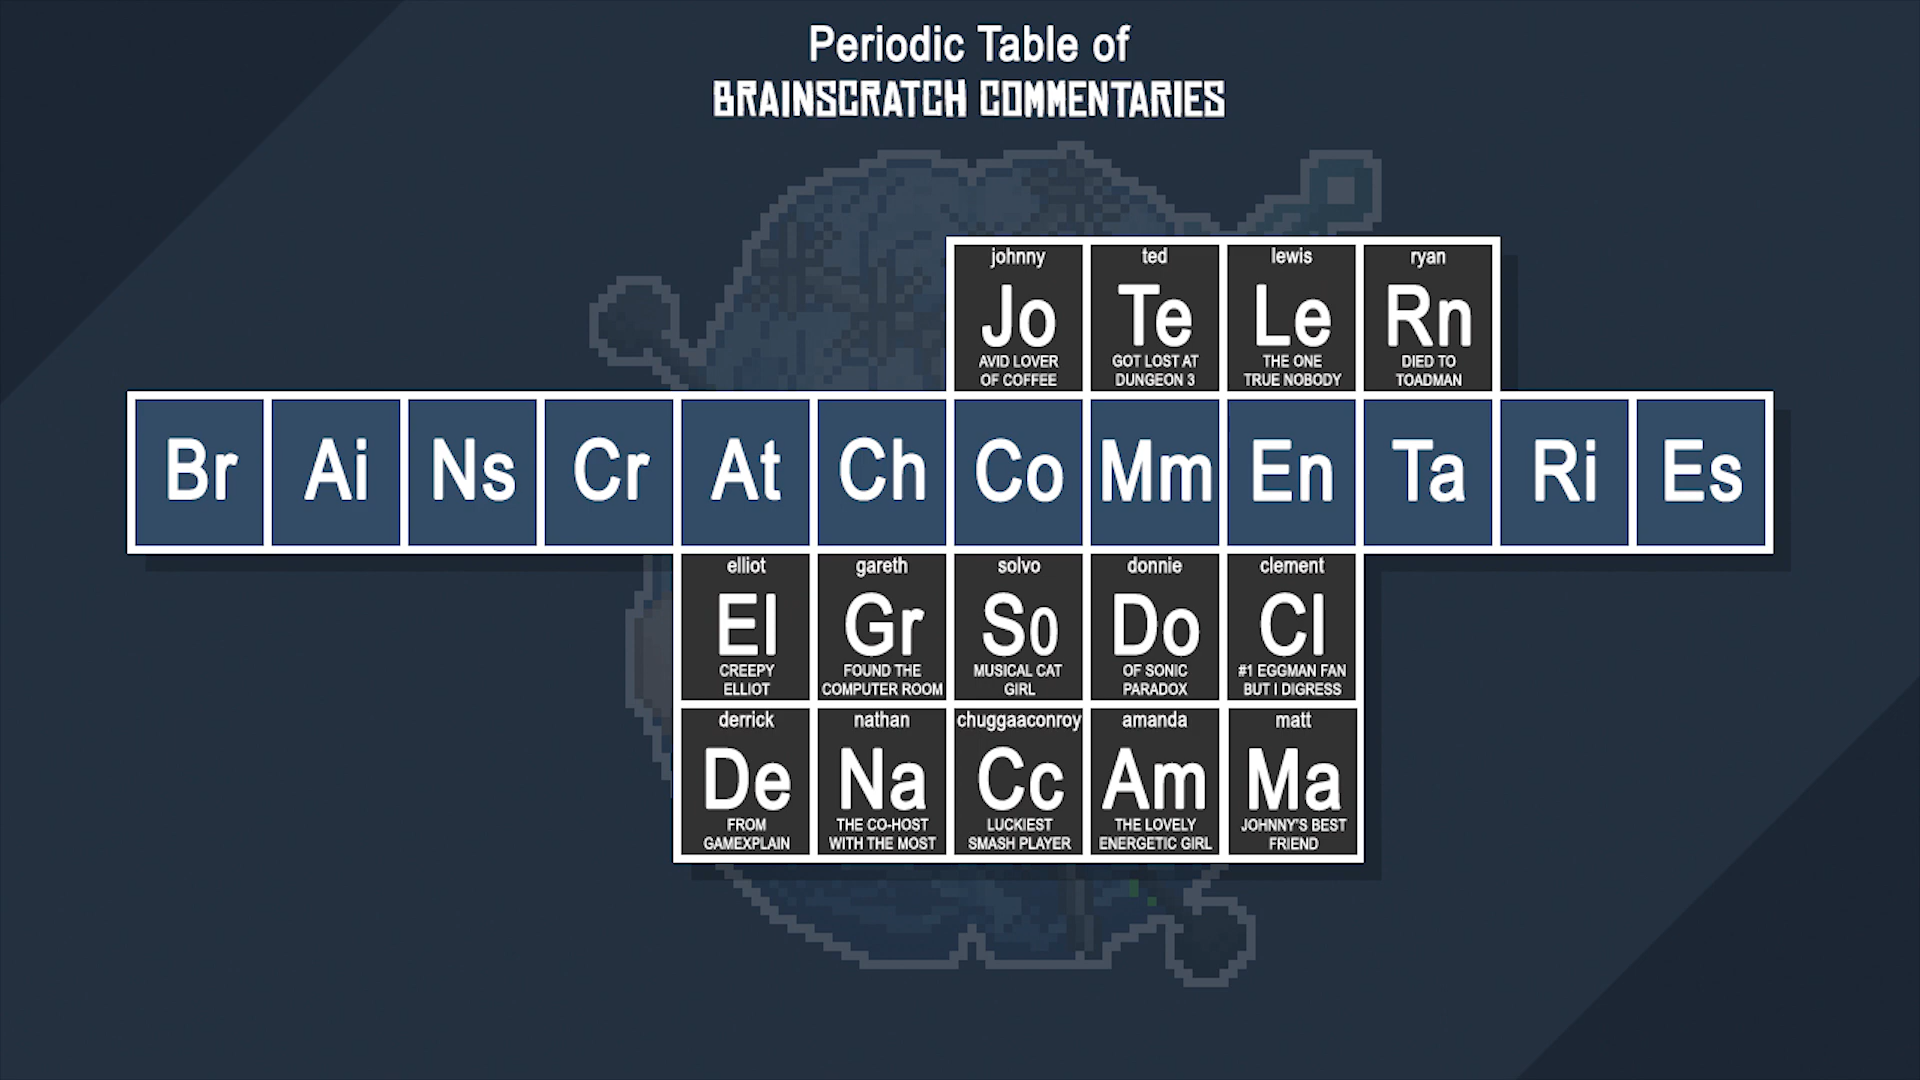 Periodic Table of
BRAINSCRATCH COMMENTARIES
johnny ted lewis ryan
Jo Te Le Rn
AVID LOVER GOT LOST AT THE ONE DIED TO
OF COFFEE DUNGEON 3 TRUE NOBODY TOADMAN
Br Ai Ns Cr At Ch Co Mm En Ta Ri Es
elliot gareth solvo donnie clement
El Gr So Do Cl
CREEPY FOUND THE MUSICAL CAT OF SONIC #1 EGGMAN FAN
ELLIOT COMPUTER ROOM GIRL PARADOX BUT I DIGRESS
derrick nathan chuggaaconroy amanda matt
De Na Cc Am Ma
FROM THE CO-HOST LUCKIEST THE LOVELY JOHNNY'S BEST
GAMEXPLAIN WITH THE MOST SMASH PLAYER ENERGETIC GIRL FRIEND